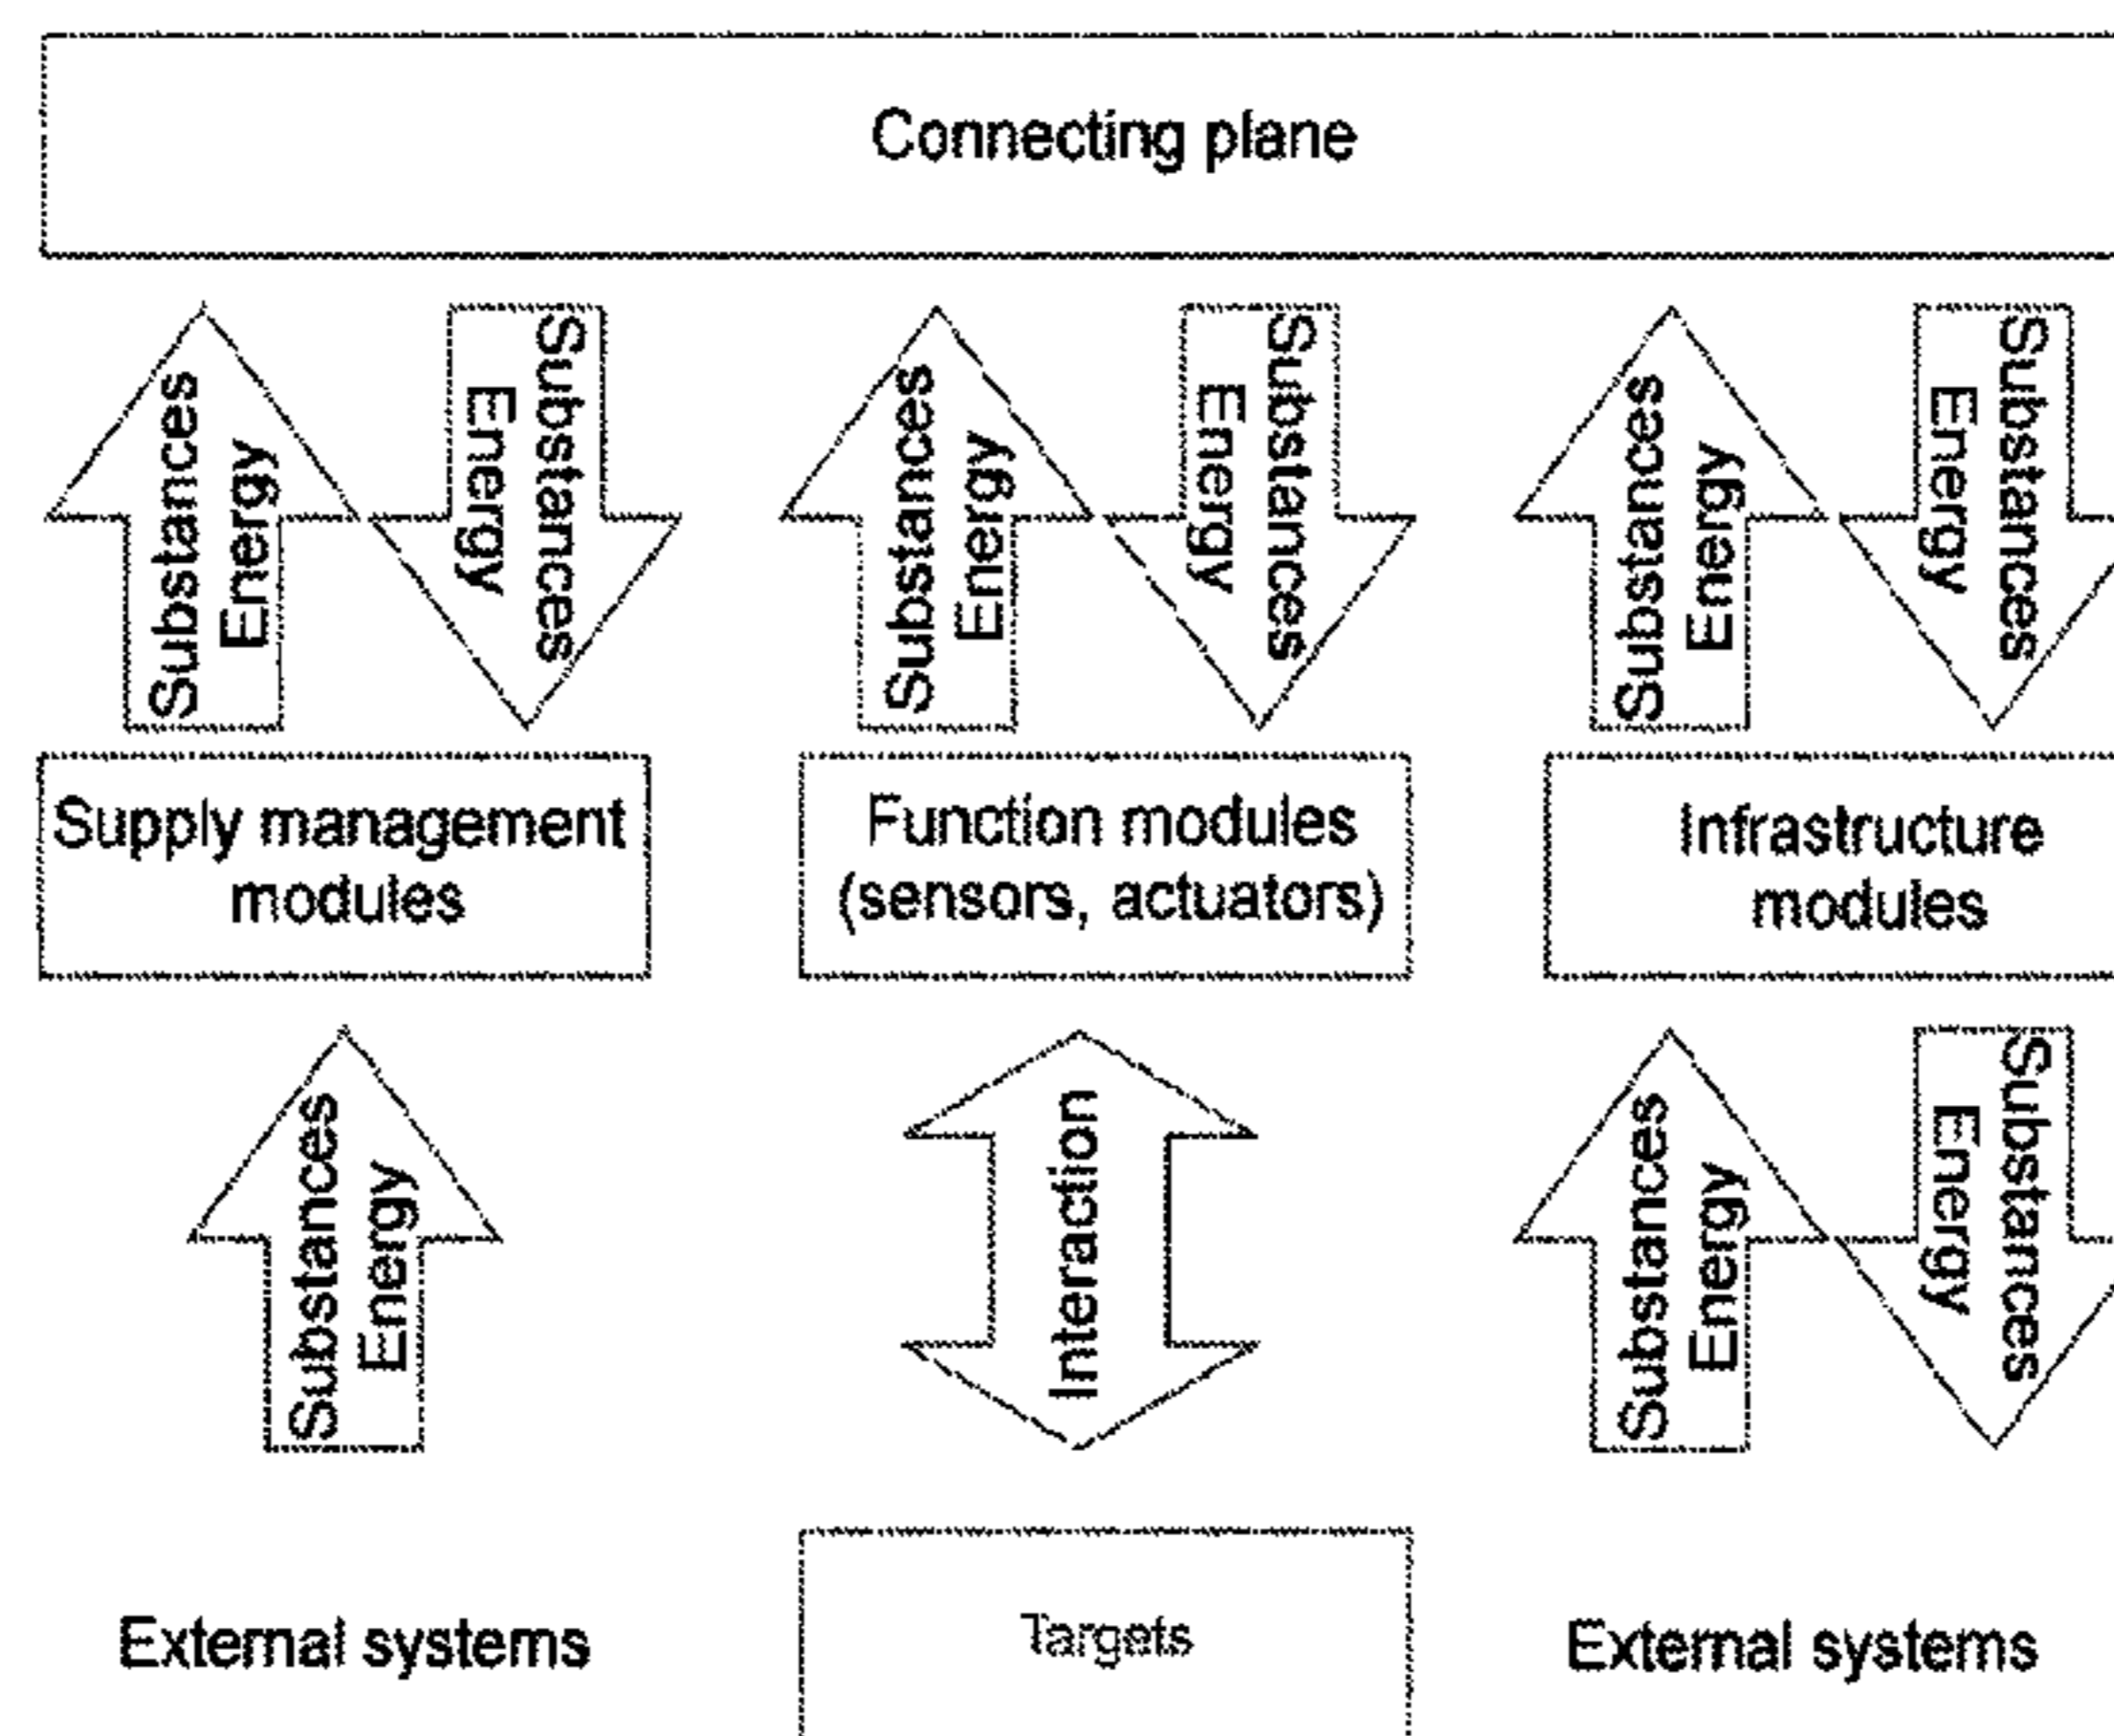 Connecting plane
Substances
Energy
Substances
Energy
Substances
Energy
Substances
Energy
Substances
Energy
Substances
Energy
Supply management
modules
Function modules
(sensors, actuators)
Infrastructure
modules
Substances
Energy
Interaction
Substances
Energy
Substances
Energy
External systems
Targets
External systems